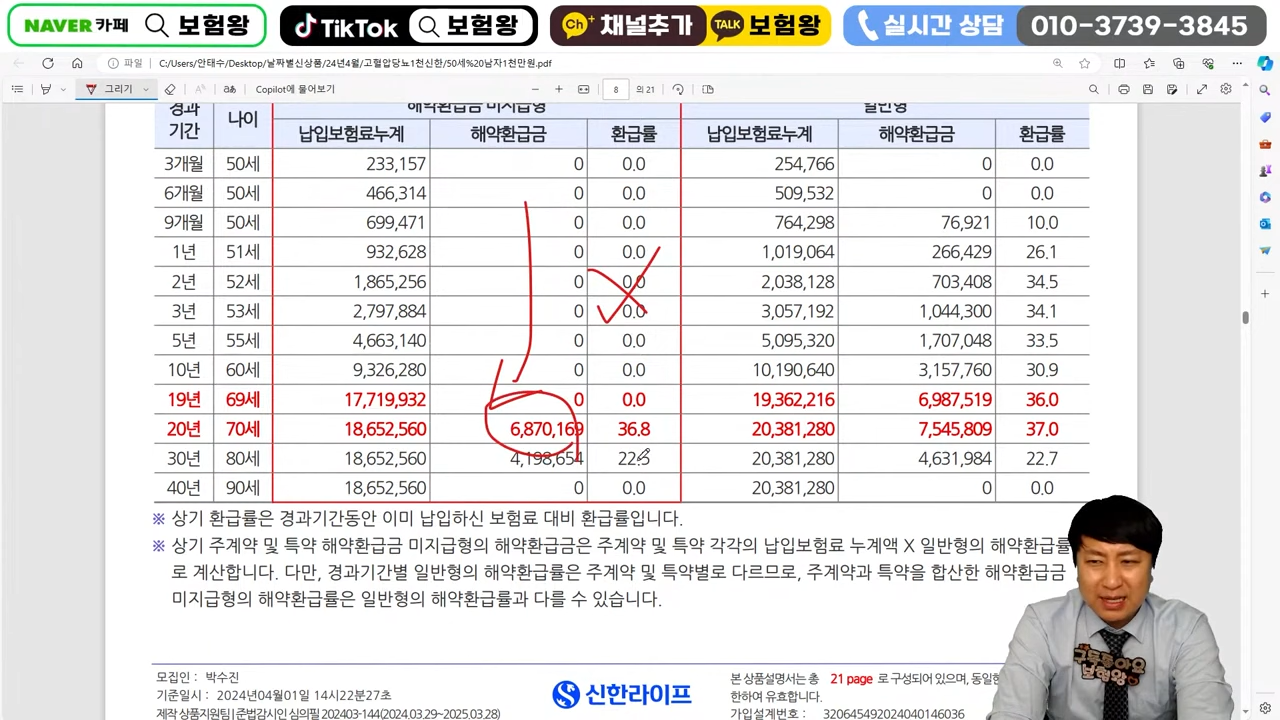 NAVER 카페 보험왕
TikTok 보험왕
Ch+ 채널추가 TALK 보험왕
실시간 상담 010-3739-3845
파일 C:/Users/안태수/Desktop/날짜별신상품/24년4월/고혈압당뇨1천신한/50세%20남자1천만원.pdf
그리기 가あ Copilot에 물어보기 8 의 21
경과기간 나이 해약환급금 미지급형 일반형
납입보험료누계 해약환급금 환급률 납입보험료누계 해약환급금 환급률
3개월 50세 233,157 0 0.0 254,766 0 0.0
6개월 50세 466,314 0 0.0 509,532 0 0.0
9개월 50세 699,471 0 0.0 764,298 76,921 10.0
1년 51세 932,628 0 0.0 1,019,064 266,429 26.1
2년 52세 1,865,256 0 0.0 2,038,128 703,408 34.5
3년 53세 2,797,884 0 0.0 3,057,192 1,044,300 34.1
5년 55세 4,663,140 0 0.0 5,095,320 1,707,048 33.5
10년 60세 9,326,280 0 0.0 10,190,640 3,157,760 30.9
19년 69세 17,719,932 0 0.0 19,362,216 6,987,519 36.0
20년 70세 18,652,560 6,870,169 36.8 20,381,280 7,545,809 37.0
30년 80세 18,652,560 4,198,654 22.5 20,381,280 4,631,984 22.7
40년 90세 18,652,560 0 0.0 20,381,280 0 0.0
※ 상기 환급률은 경과기간동안 이미 납입하신 보험료 대비 환급률입니다.
※ 상기 주계약 및 특약 해약환급금 미지급형의 해약환급금은 주계약 및 특약 각각의 납입보험료 누계액 X 일반형의 해약환급률
로 계산합니다. 다만, 경과기간별 일반형의 해약환급률은 주계약 및 특약별로 다르므로, 주계약과 특약을 합산한 해약환급금
미지급형의 해약환급률은 일반형의 해약환급률과 다를 수 있습니다.
모집인 : 박수진
기준일시 : 2024년04월01일 14시22분27초
제작 상품지원팀 | 준법감시인 심의필 202403-144(2024.03.29~2025.03.28)
신한라이프
본 상품설명서는 총 21 page 로 구성되어 있으며, 동일한
한하여 유효합니다.
가입설계번호 : 320645492024040146036
구독좋아요
보험왕